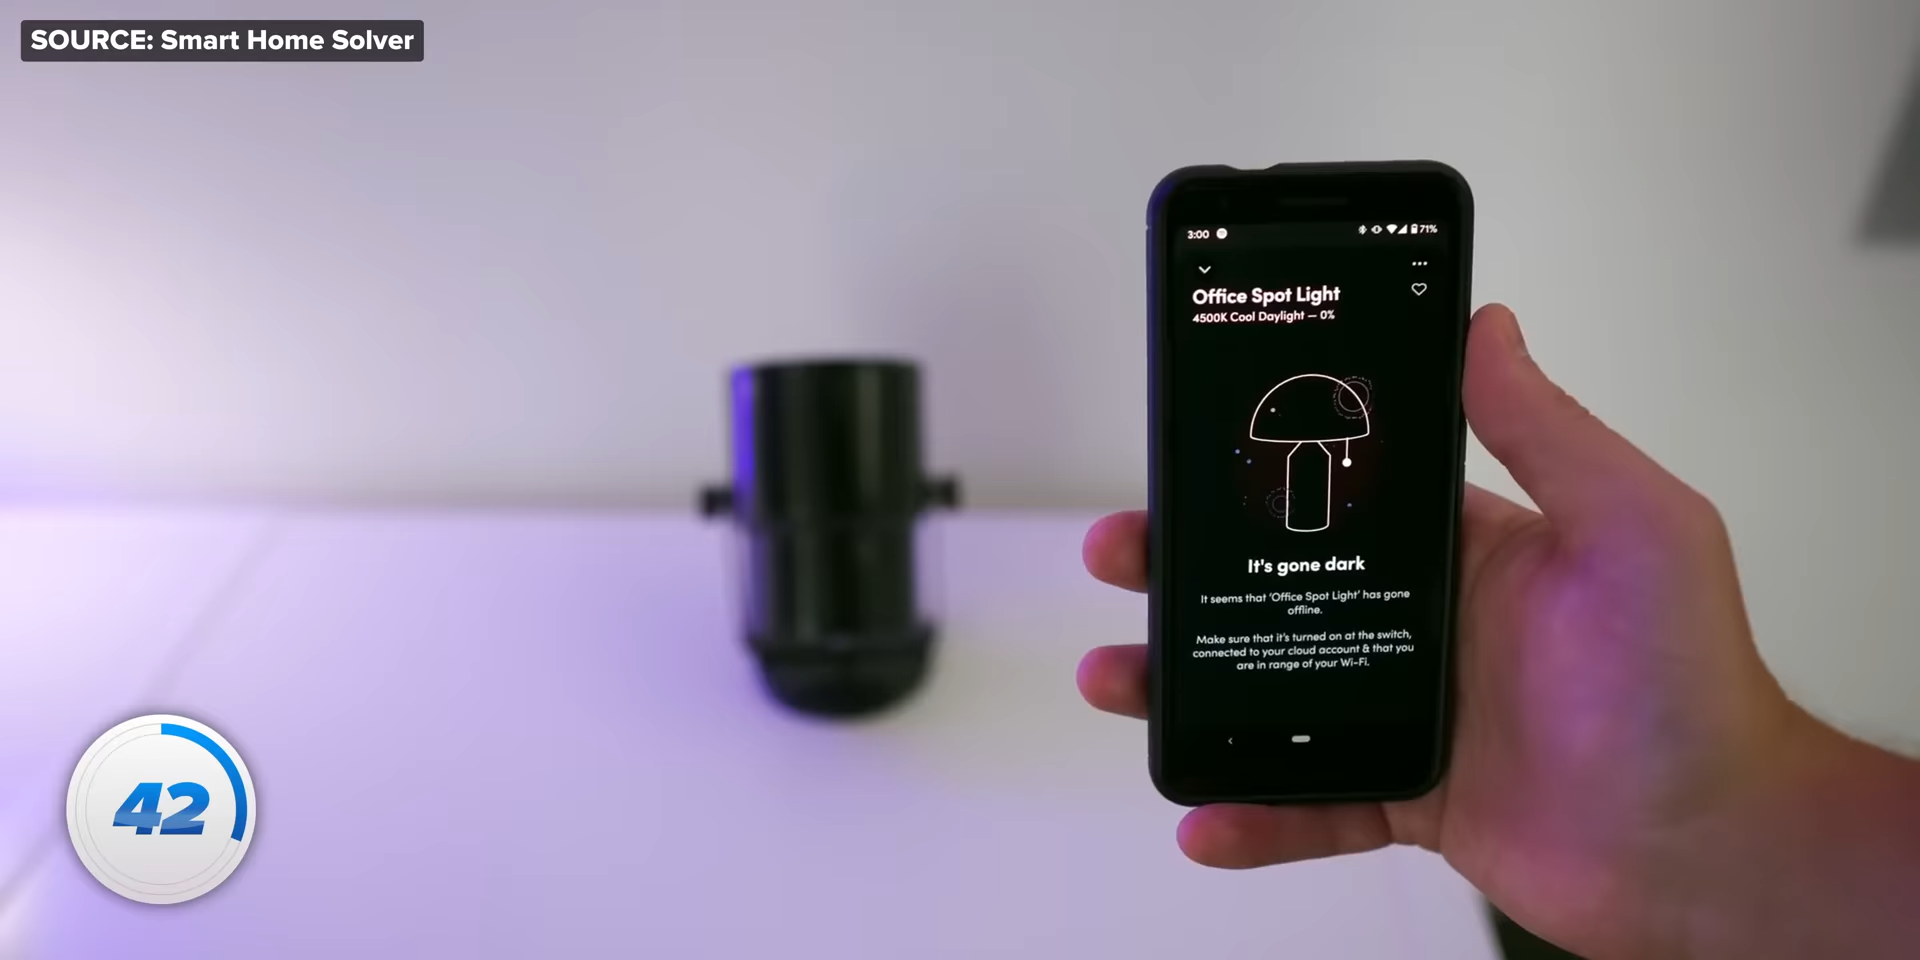 SOURCE: Smart Home Solver
3:00
71%
Office Spot Light
4500K Cool Daylight — 0%
It's gone dark
It seems that 'Office Spot Light' has gone
offline.
Make sure that it's turned on at the switch,
connected to your cloud account & that you
are in range of your Wi-Fi.
42